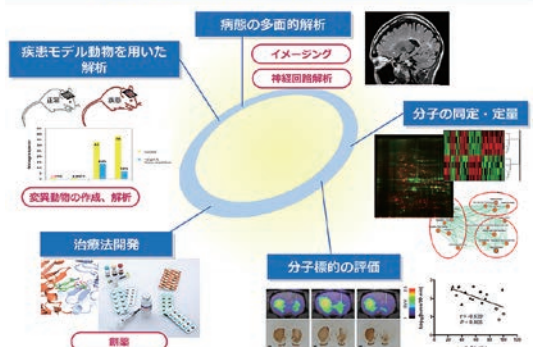 病態の多面的解析
イメージング
神経回路解析
疾患モデル動物を用いた
解析
正常
疾患
変異動物の作成、解析
分子の同定・定量
治療法開発
創薬
分子標的の評価